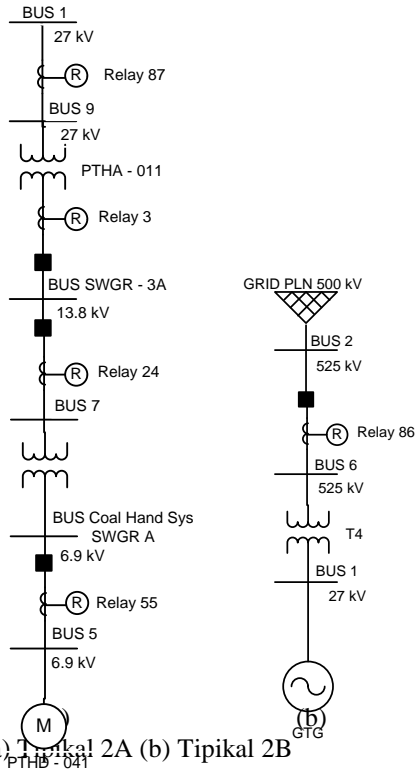 BUS 1
27 kV
R Relay 87
BUS 9
27 kV
PTHA - 011
R Relay 3
BUS SWGR - 3A
13.8 kV
R Relay 24
BUS 7
BUS Coal Hand Sys
SWGR A
6.9 kV
R Relay 55
BUS 5
6.9 kV
M
PTHD - 041
GRID PLN 500 kV
BUS 2
525 kV
R Relay 86
BUS 6
525 kV
T4
BUS 1
27 kV
GTG
(b)
) Tipikal 2A (b) Tipikal 2B